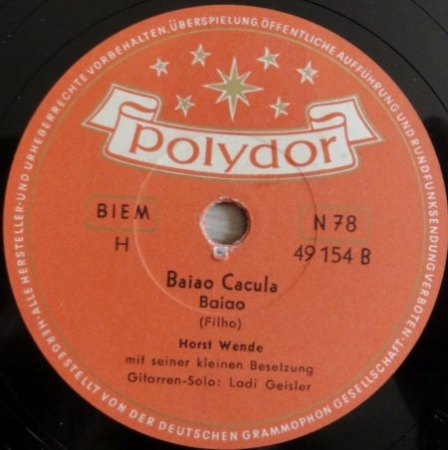 ·ALLE HERSTELLER-UND URHEBERRECHTE VORBEHALTEN.ÜBERSPIELUNG,ÖFFENTLICHE AUFFÜHRUNG UND RUNDFUNKSENDUNG VERBOTEN·
polydor
BIEM
H
N 78
49 154 B
Baiao Cacula
Baiao
(Filho)
Horst Wende
mit seiner kleinen Besetzung
Gitarren-Solo: Ladi Geisler
HERGESTELLT VON DER DEUTSCHEN GRAMMOPHON GESELLSCHAFT